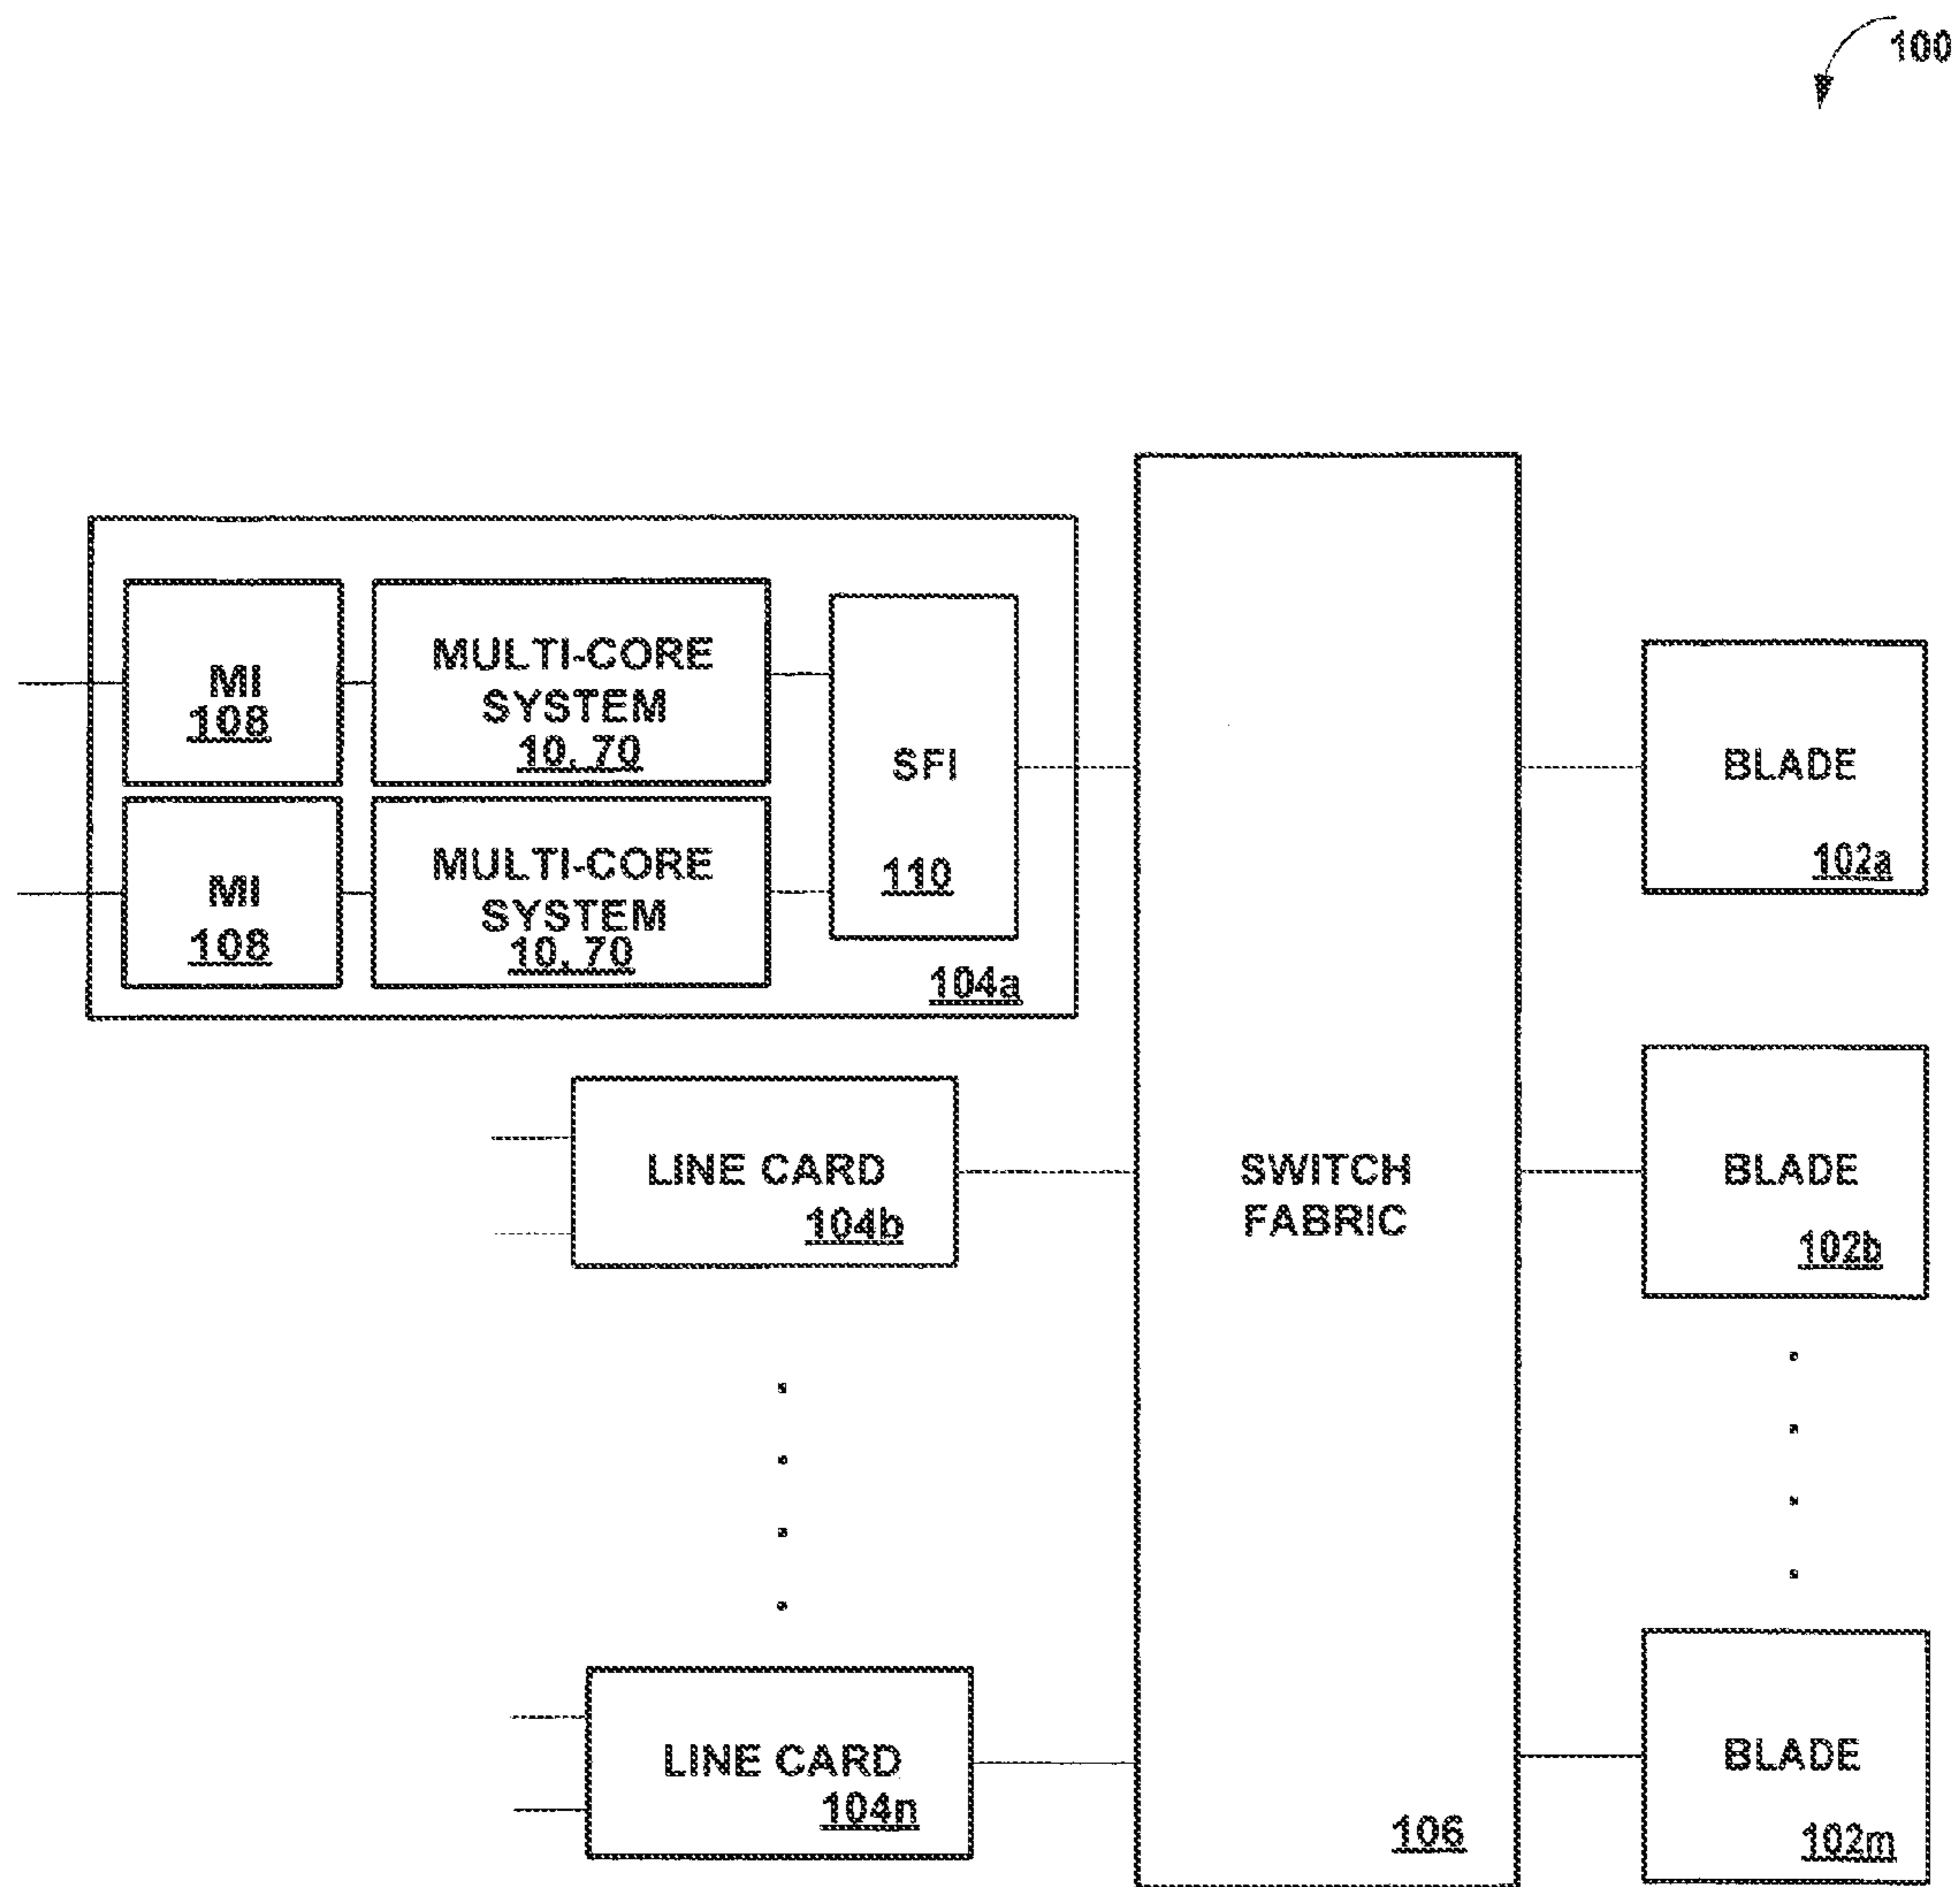 100
MI
108
MULTI-CORE
SYSTEM
10, 70
MI
108
MULTI-CORE
SYSTEM
10, 70
SFI
110
104a
LINE CARD
104b
LINE CARD
104n
SWITCH
FABRIC
106
BLADE
102a
BLADE
102b
BLADE
102m